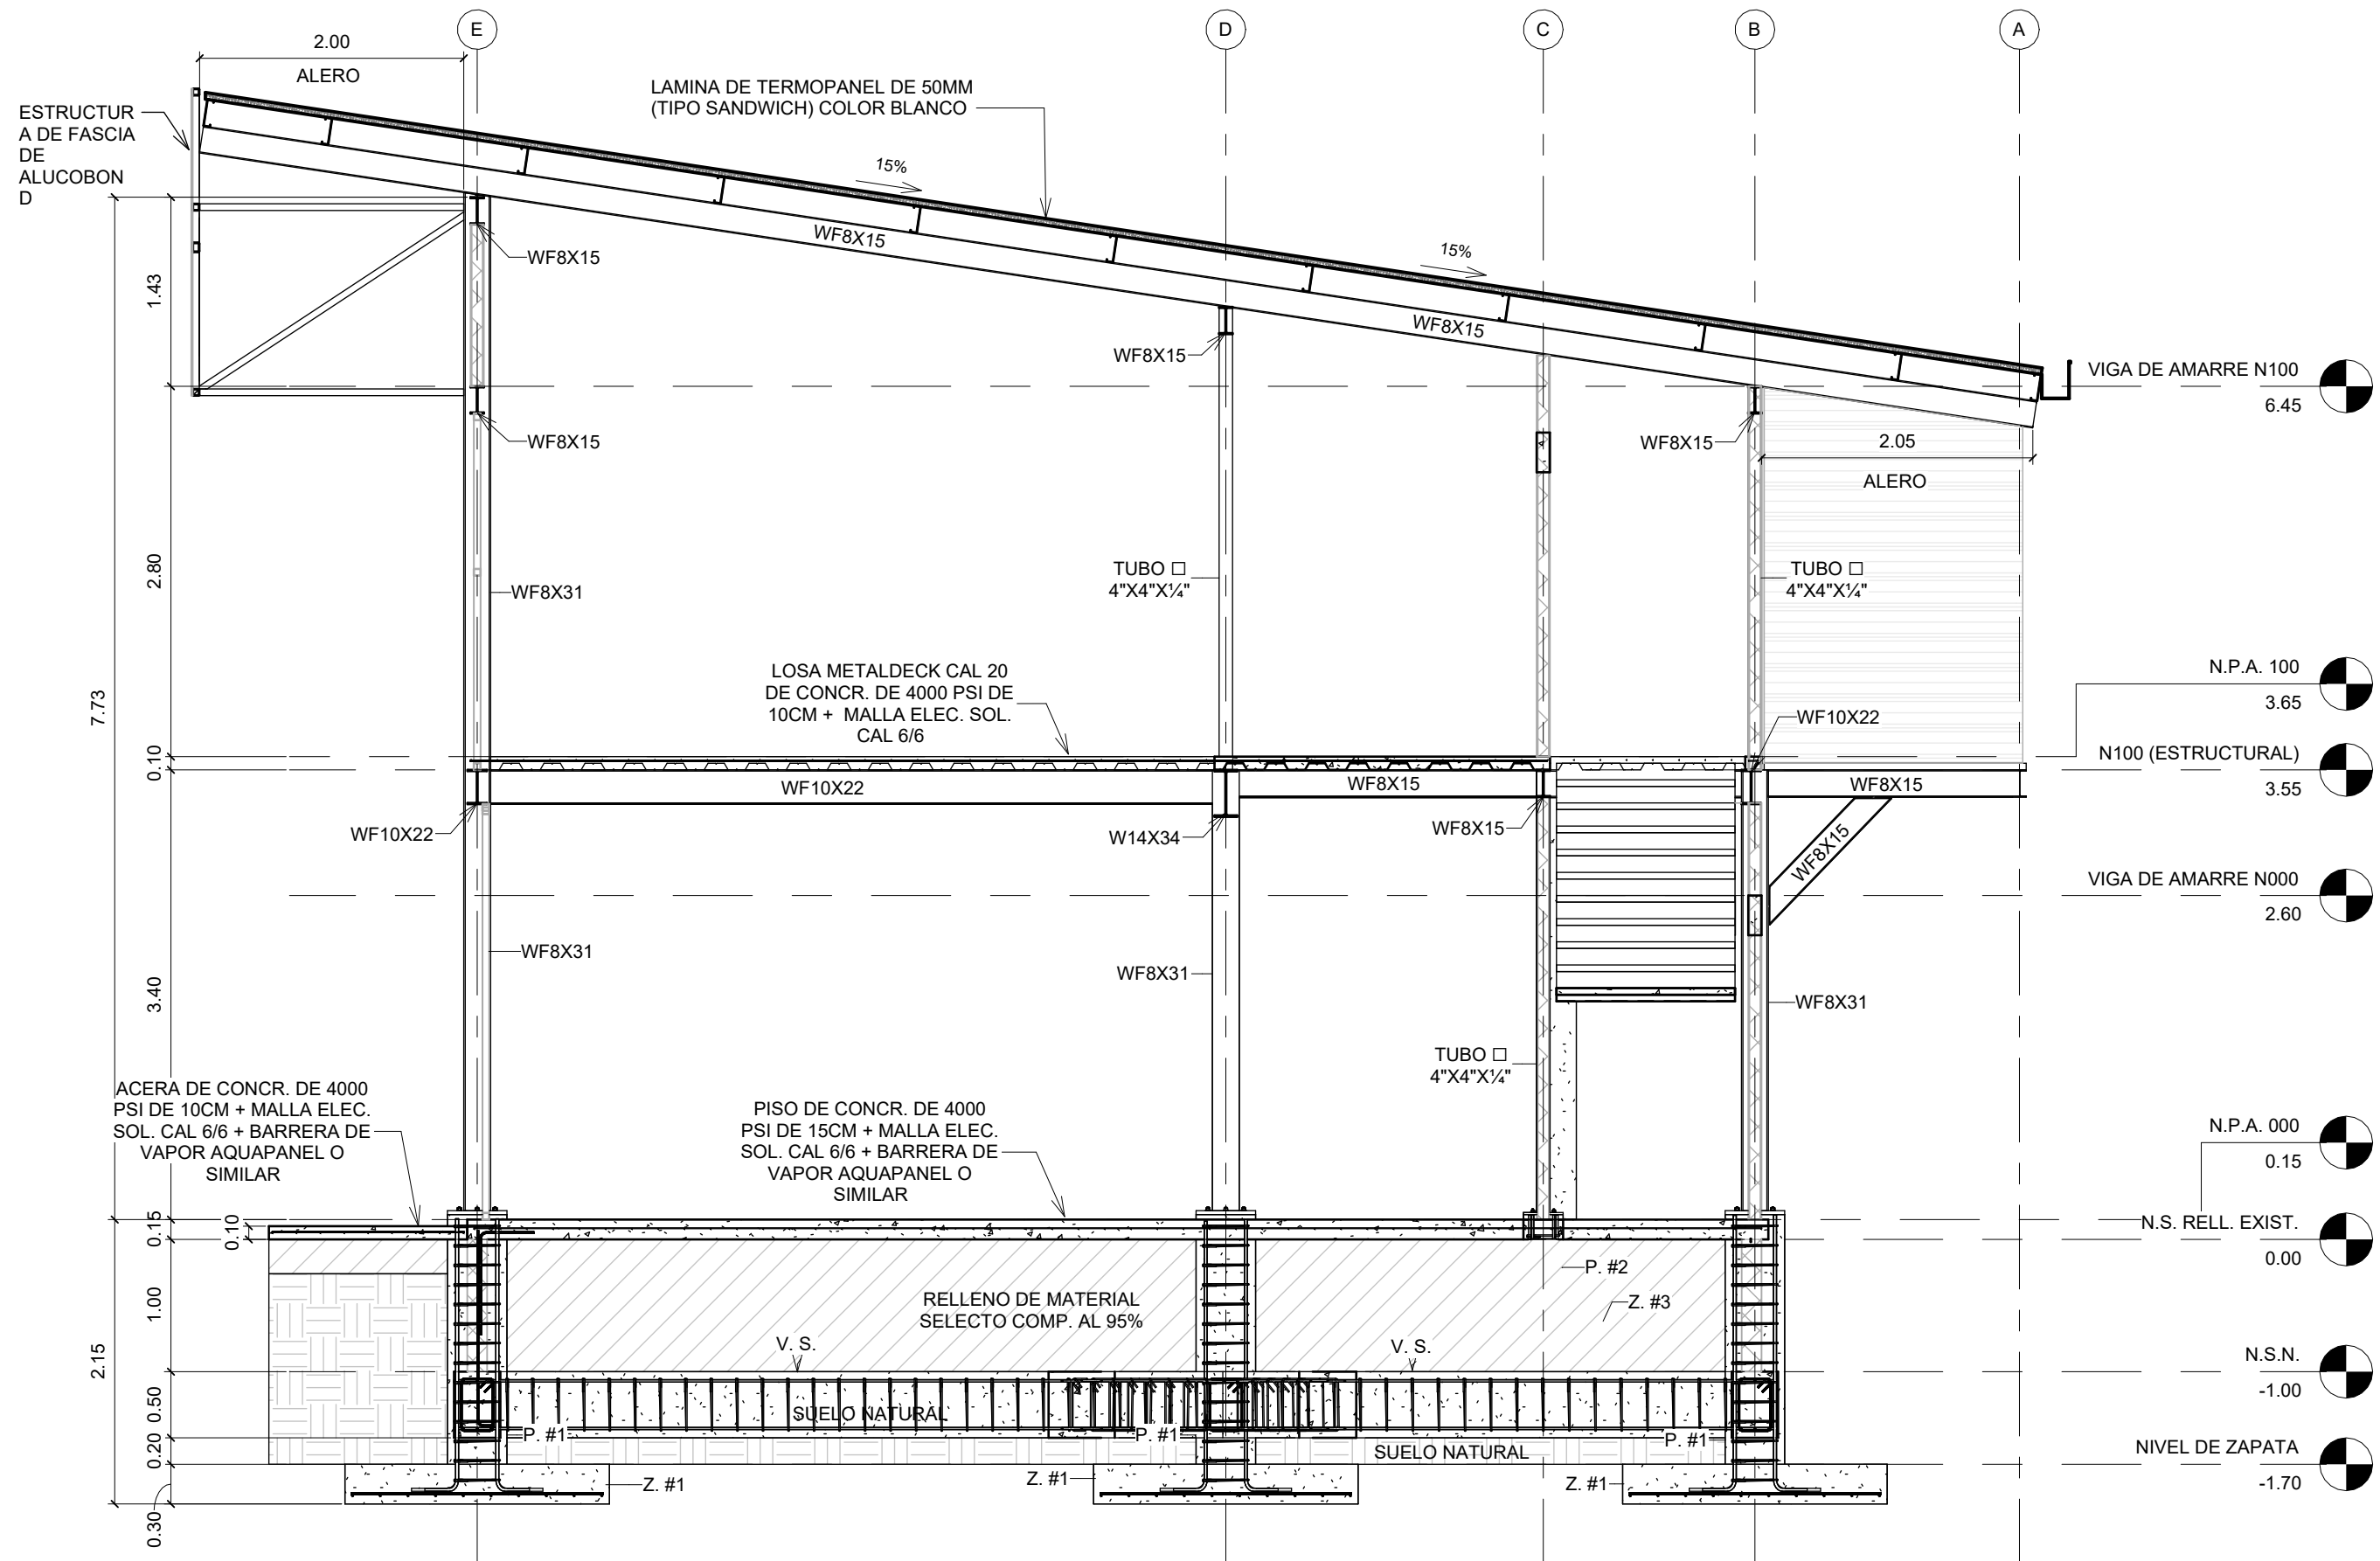 E
D
C
B
A
2.00
ALERO
ESTRUCTUR
A DE FASCIA
DE
ALUCOBON
D
LAMINA DE TERMOPANEL DE 50MM
(TIPO SANDWICH) COLOR BLANCO
15%
15%
WF8X15
WF8X15
WF8X15
WF8X15
WF8X15
WF8X15
2.05
ALERO
VIGA DE AMARRE N100
6.45
1.43
2.80
7.73
0.10
3.40
WF8X31
TUBO □
4"X4"X¼"
TUBO □
4"X4"X¼"
LOSA METALDECK CAL 20
DE CONCR. DE 4000 PSI DE
10CM + MALLA ELEC. SOL.
CAL 6/6
WF10X22
N.P.A. 100
3.65
N100 (ESTRUCTURAL)
3.55
WF10X22
WF8X15
WF8X15
WF10X22
W14X34
WF8X15
WF8X15
VIGA DE AMARRE N000
2.60
WF8X31
WF8X31
WF8X31
TUBO □
4"X4"X¼"
ACERA DE CONCR. DE 4000
PSI DE 10CM + MALLA ELEC.
SOL. CAL 6/6 + BARRERA DE
VAPOR AQUAPANEL O
SIMILAR
PISO DE CONCR. DE 4000
PSI DE 15CM + MALLA ELEC.
SOL. CAL 6/6 + BARRERA DE
VAPOR AQUAPANEL O
SIMILAR
N.P.A. 000
0.15
N.S. RELL. EXIST.
0.00
0.15
0.10
1.00
2.15
0.50
0.20
0.30
P. #2
Z. #3
RELLENO DE MATERIAL
SELECTO COMP. AL 95%
V. S.
V. S.
N.S.N.
-1.00
SUELO NATURAL
P. #1
P. #1
P. #1
SUELO NATURAL
NIVEL DE ZAPATA
-1.70
Z. #1
Z. #1
Z. #1